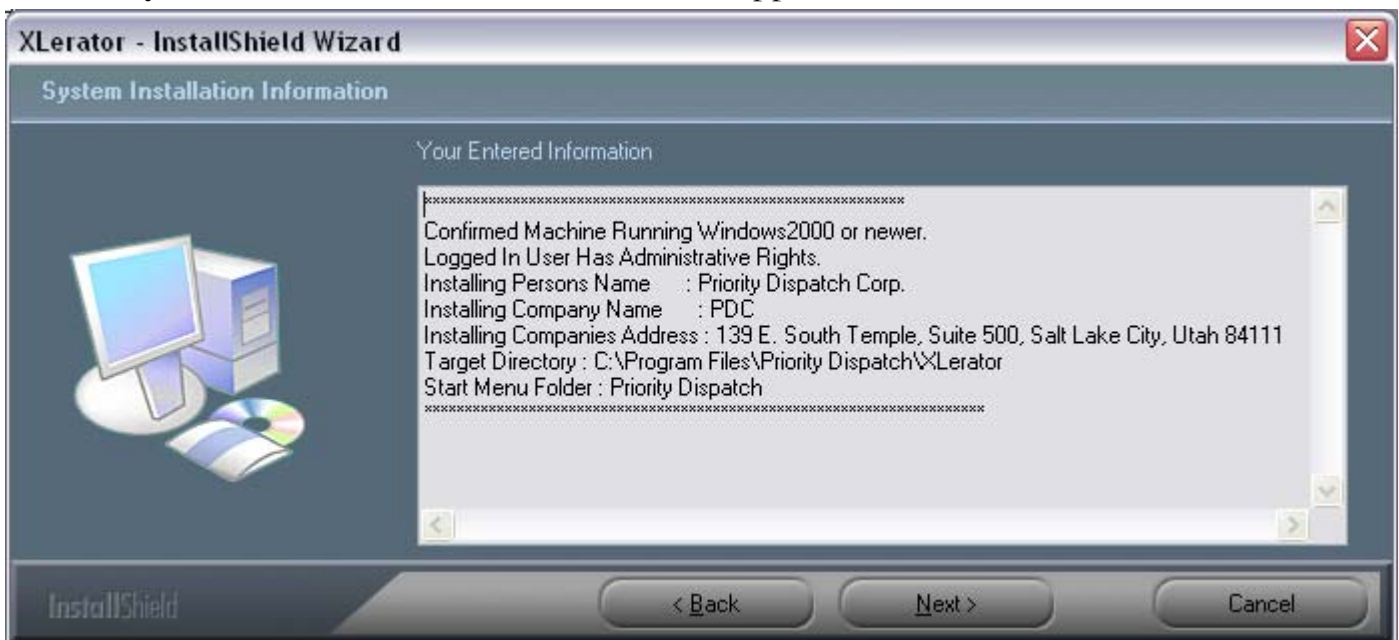 XLerator - InstallShield Wizard
System Installation Information
Your Entered Information
Confirmed Machine Running Windows2000 or newer.
Logged In User Has Administrative Rights.
Installing Persons Name : Priority Dispatch Corp.
Installing Company Name : PDC
Installing Companies Address : 139 E. South Temple, Suite 500, Salt Lake City, Utah 84111
Target Directory : C:\Program Files\Priority Dispatch\XLerator
Start Menu Folder : Priority Dispatch
InstallShield
< Back
Next >
Cancel